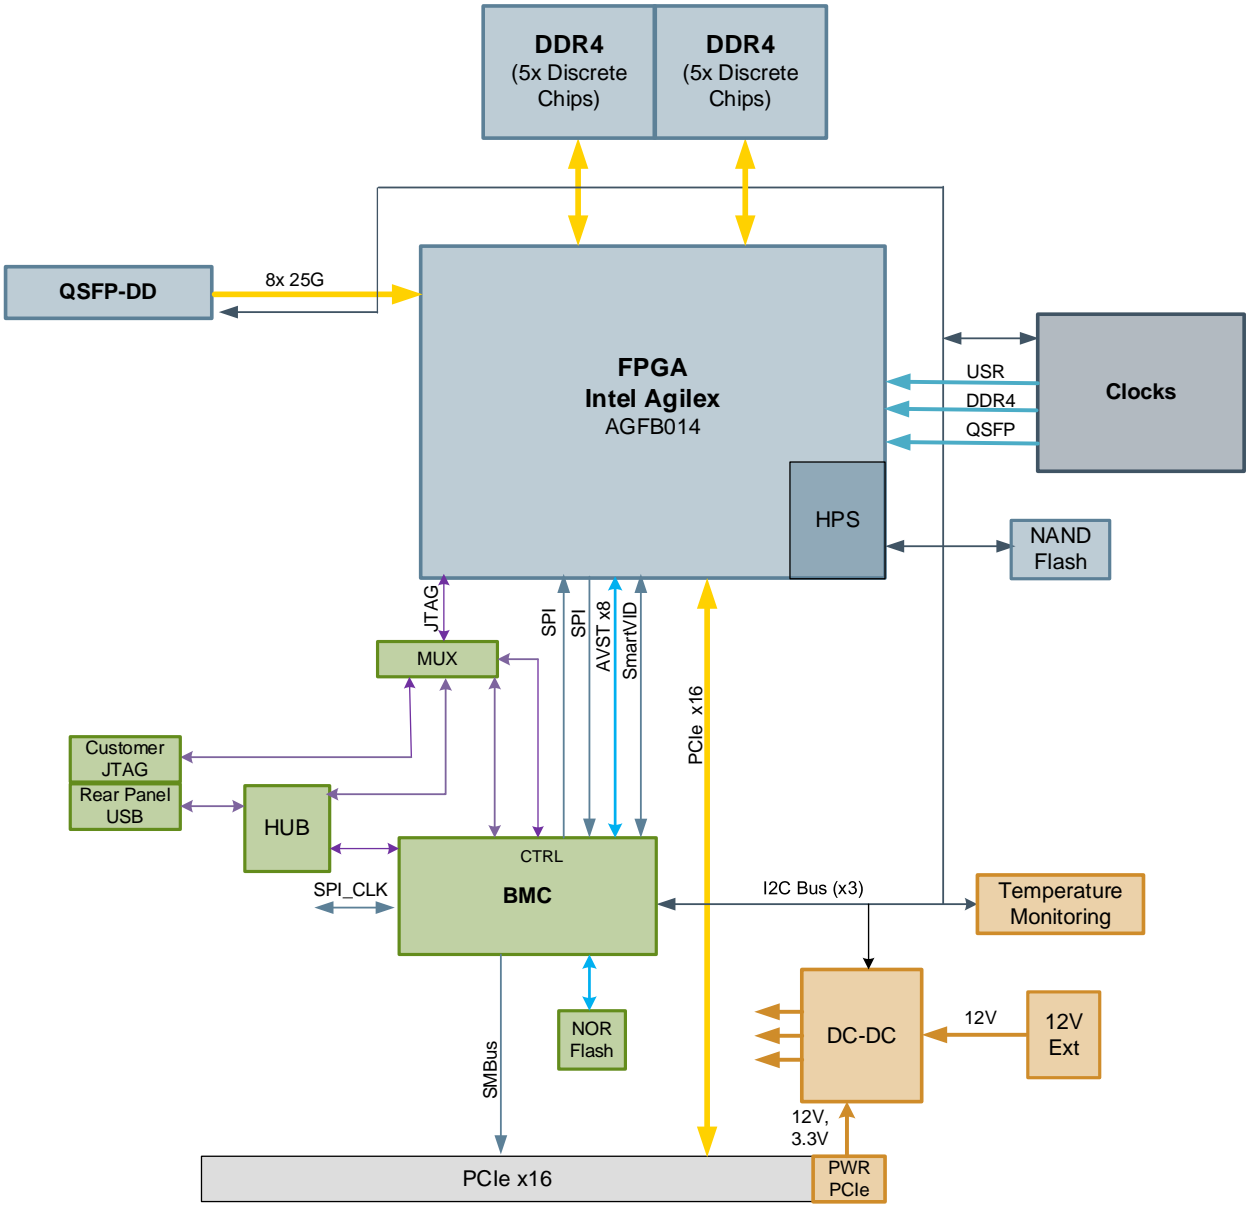 DDR4
(5x Discrete
Chips)
DDR4
(5x Discrete
Chips)
QSFP-DD
8x 25G
FPGA
Intel Agilex
AGFB014
HPS
USR
DDR4
QSFP
Clocks
NAND
Flash
JTAG
SPI
SPI
AVST x8
SmartVID
PCIe x16
MUX
Customer
JTAG
Rear Panel
USB
HUB
CTRL
BMC
SPI_CLK
I2C Bus (x3)
Temperature
Monitoring
NOR
Flash
SMBus
DC-DC
12V
12V
Ext
12V,
3.3V
PCIe x16
PWR
PCIe